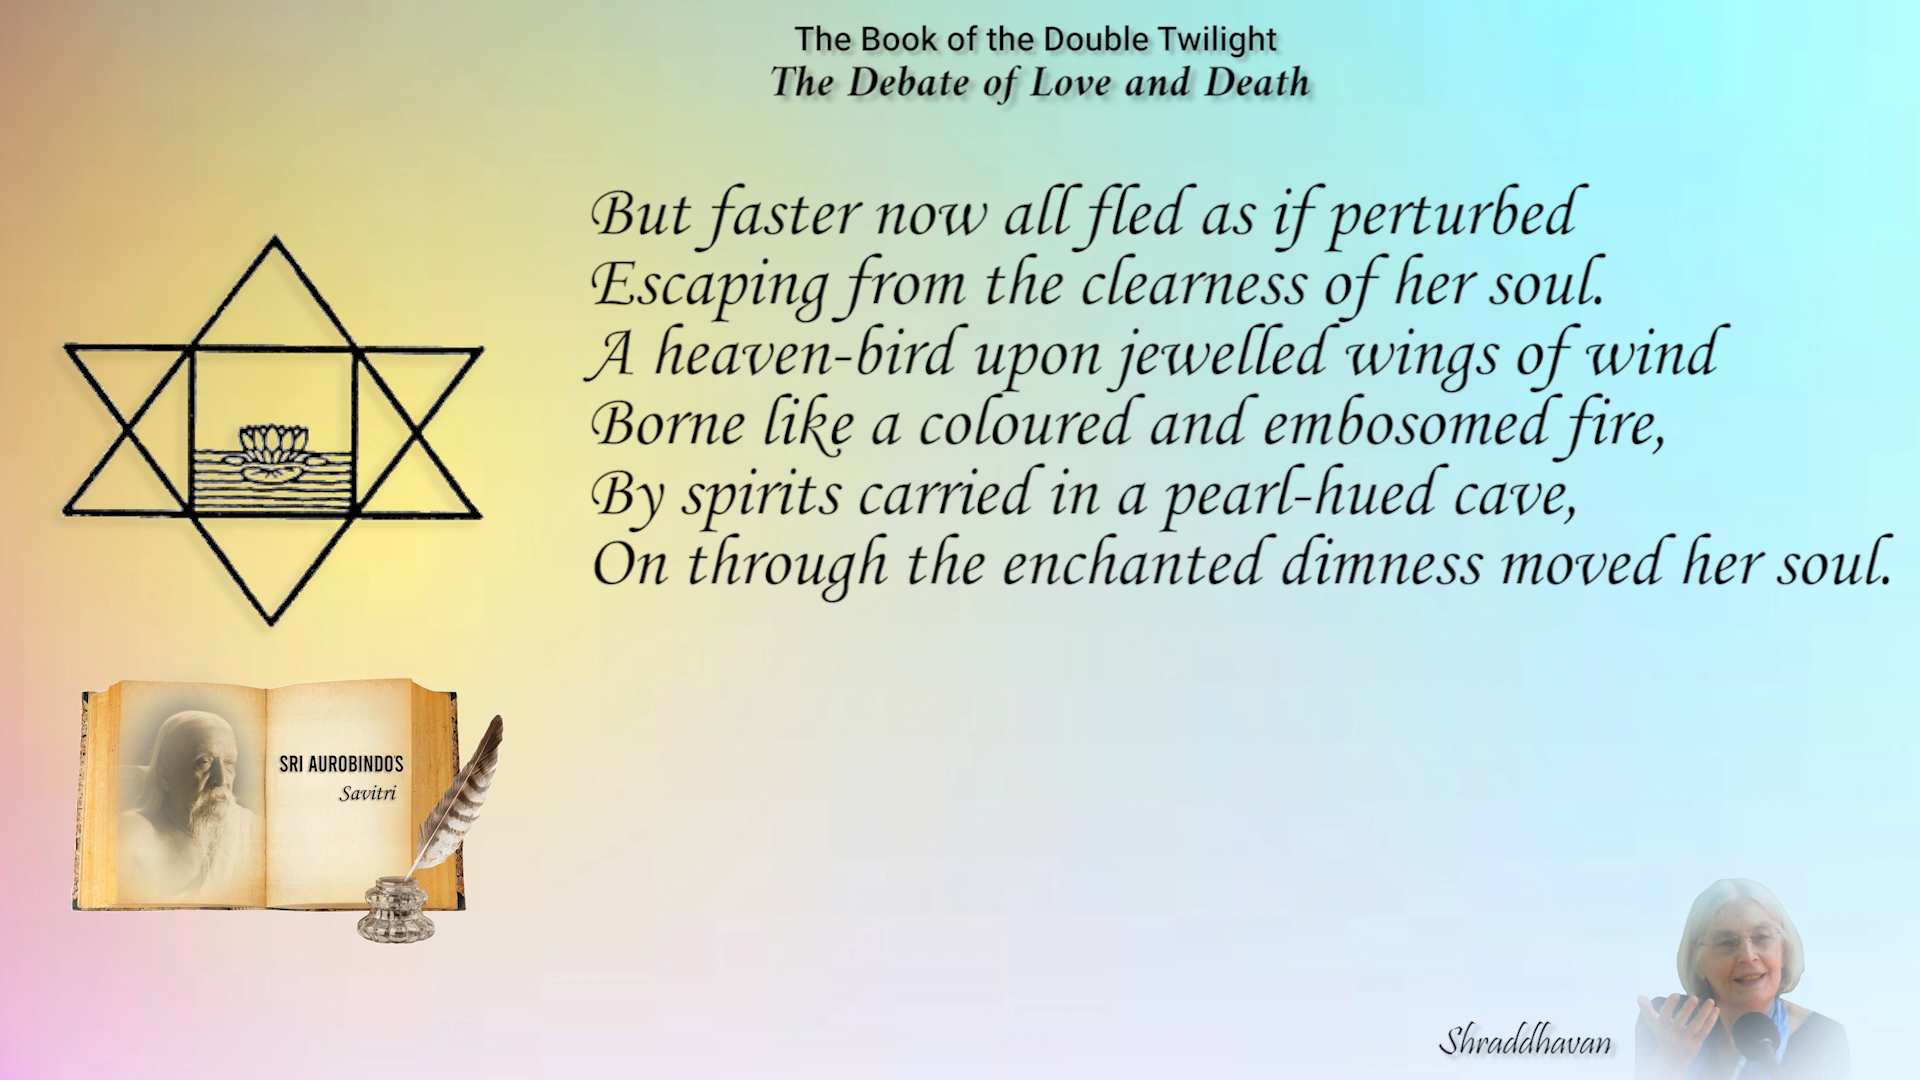 The Book of the Double Twilight
The Debate of Love and Death
But faster now all fled as if perturbed
Escaping from the clearness of her soul.
A heaven-bird upon jewelled wings of wind
Borne like a coloured and embosomed fire,
By spirits carried in a pearl-hued cave,
On through the enchanted dimness moved her soul.
SRI AUROBINDO'S
Savitri
Shraddhavan